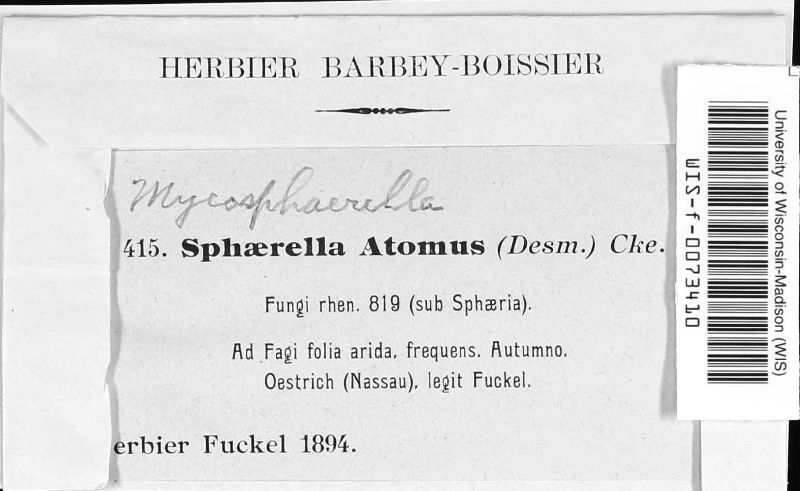 HERBIER BARBEY-BOISSIER
Mycosphaerella
415. Sphærella Atomus (Desm.) Cke.
Fungi rhen. 819 (sub Sphæria).
Ad Fagi folia arida, frequens. Autumno.
Oestrich (Nassau), legit Fuckel.
erbier Fuckel 1894.
University of Wisconsin-Madison (WIS)
WIS-f-0073410